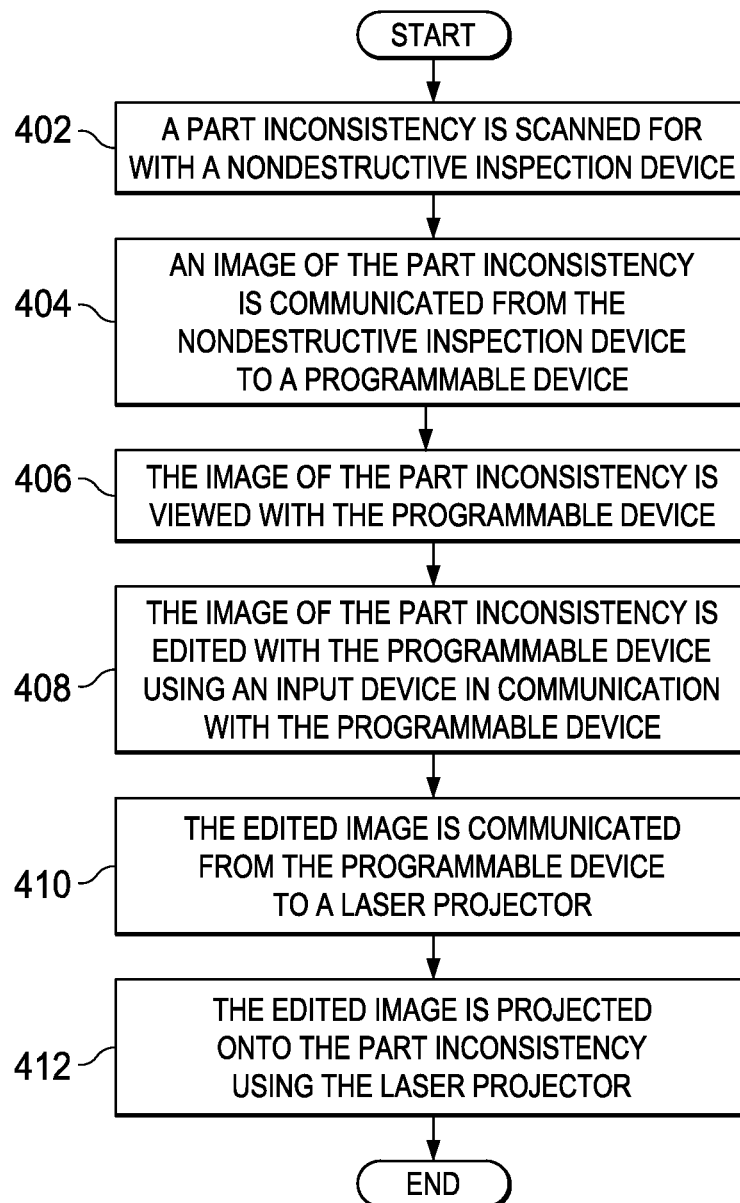 START
402
A PART INCONSISTENCY IS SCANNED FOR
WITH A NONDESTRUCTIVE INSPECTION DEVICE
404
AN IMAGE OF THE PART INCONSISTENCY
IS COMMUNICATED FROM THE
NONDESTRUCTIVE INSPECTION DEVICE
TO A PROGRAMMABLE DEVICE
406
THE IMAGE OF THE PART INCONSISTENCY IS
VIEWED WITH THE PROGRAMMABLE DEVICE
408
THE IMAGE OF THE PART INCONSISTENCY IS
EDITED WITH THE PROGRAMMABLE DEVICE
USING AN INPUT DEVICE IN COMMUNICATION
WITH THE PROGRAMMABLE DEVICE
410
THE EDITED IMAGE IS COMMUNICATED
FROM THE PROGRAMMABLE DEVICE
TO A LASER PROJECTOR
412
THE EDITED IMAGE IS PROJECTED
ONTO THE PART INCONSISTENCY
USING THE LASER PROJECTOR
END